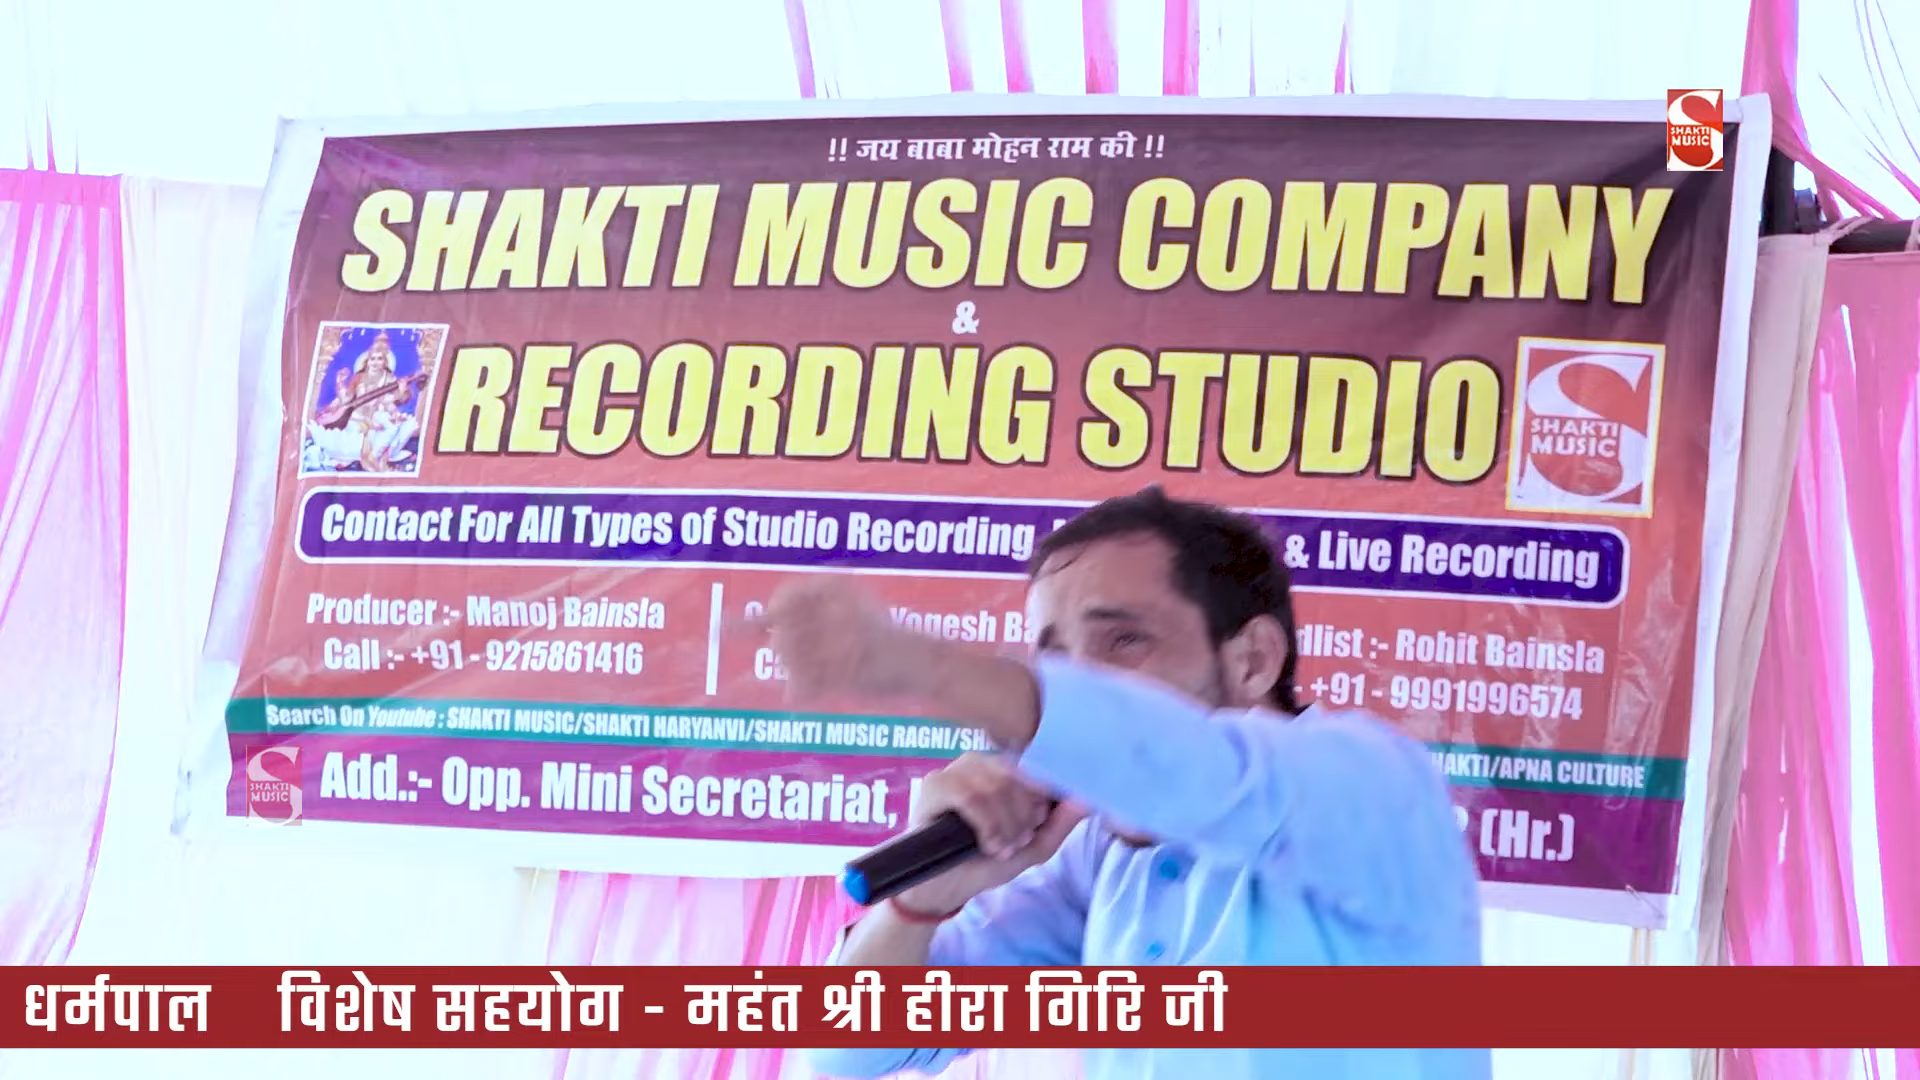 !! जय बाबा मोहन राम की !!
SHAKTI MUSIC COMPANY
&
RECORDING STUDIO
SHAKTI
MUSIC
SHAKTI
MUSIC
Contact For All Types of Studio Recording, & Live Recording
Producer :- Manoj Bainsla
Call :- +91 - 9215861416
Yogesh
:- Rohit Bainsla
+91 - 9991996574
Search On Youtube : SHAKTI MUSIC/SHAKTI HARYANVI/SHAKTI MUSIC RAGNI/
/APNA CULTURE
SHAKTI
MUSIC
Add.:- Opp. Mini Secretariat,
(Hr.)
धर्मपाल विशेष सहयोग - महंत श्री हीरा गिरि जी